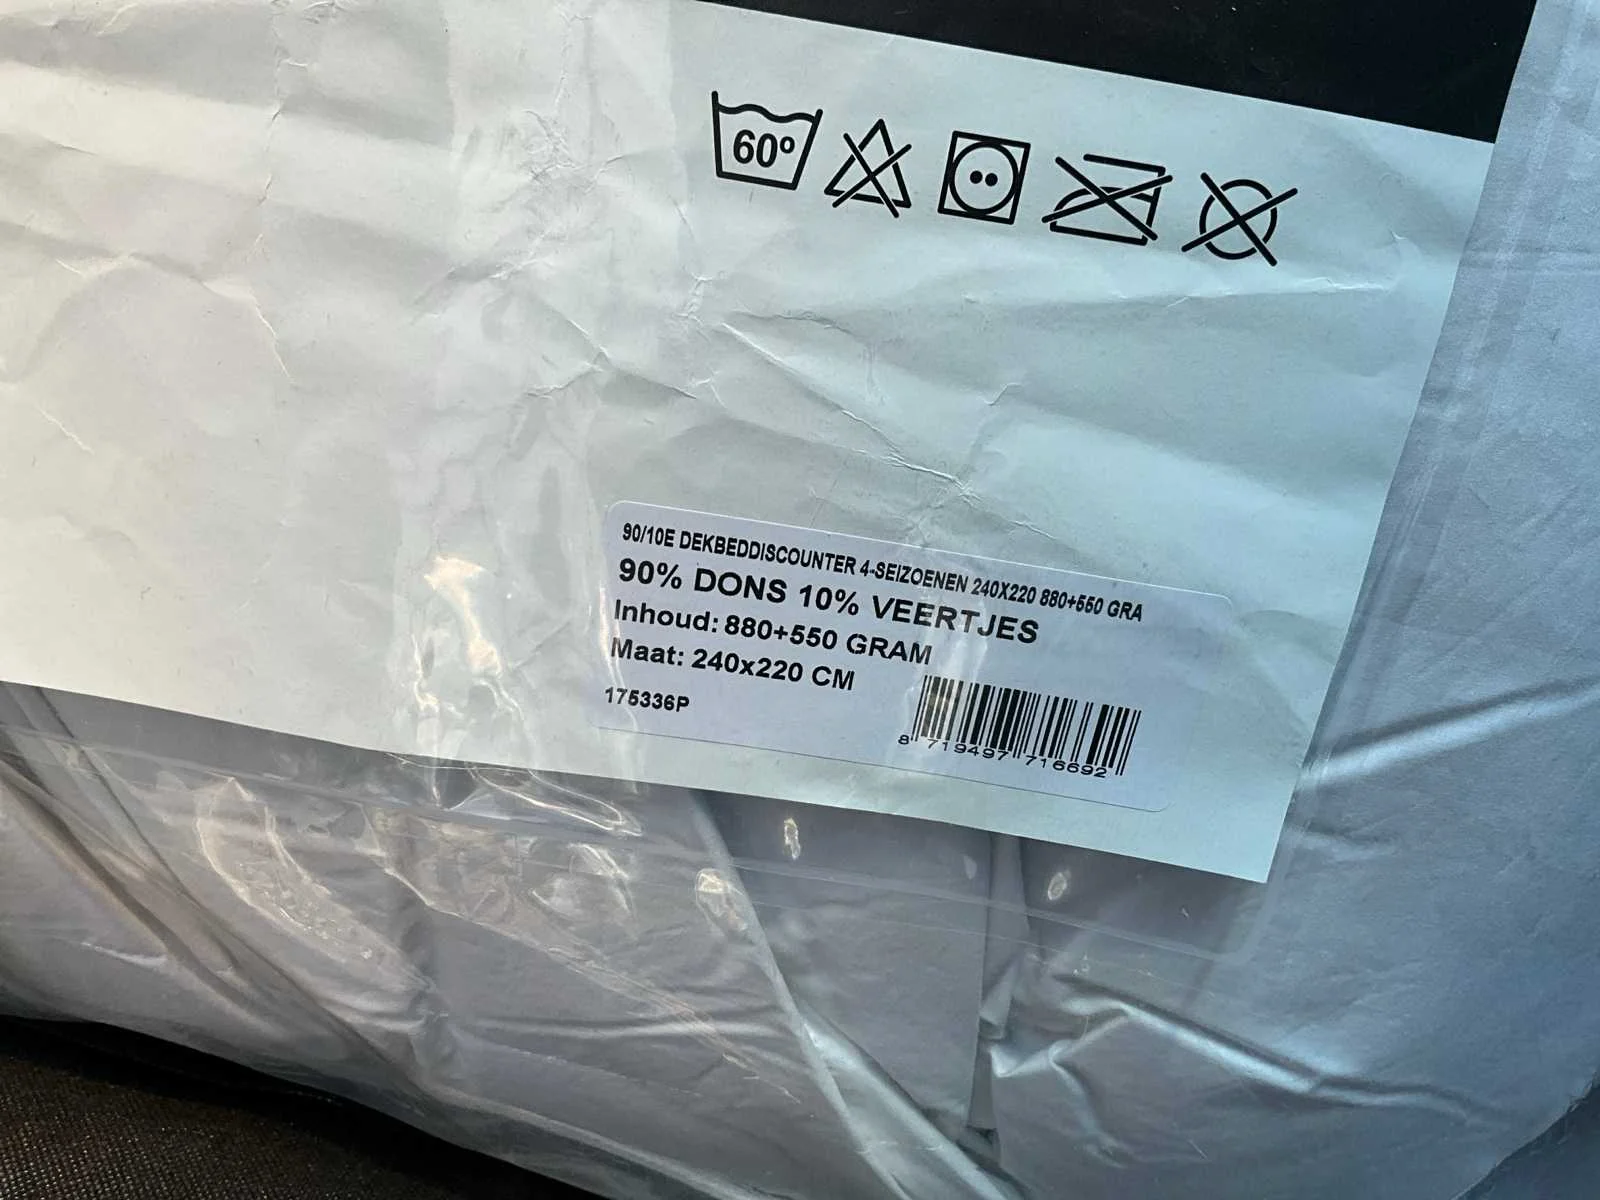 60°
90/10E DEKBEDDISCOUNTER 4-SEIZOENEN 240X220 880+550 GRA
90% DONS 10% VEERTJES
Inhoud: 880+550 GRAM
Maat: 240x220 CM
175336P
8 719497 716692